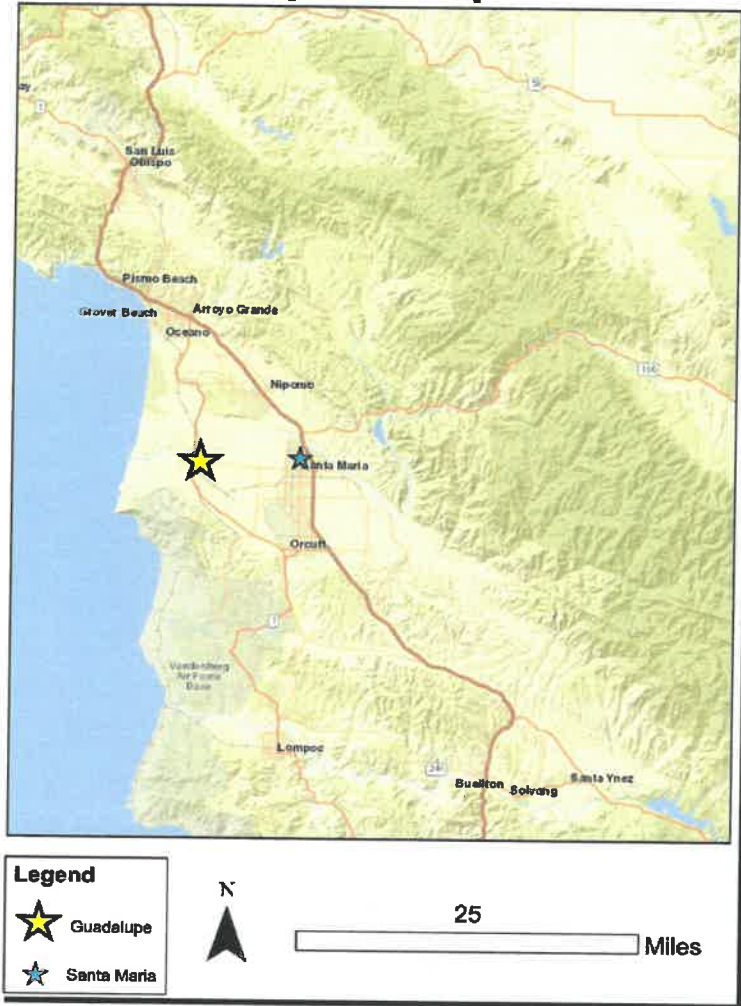 1
San Luis
Obispo
Pismo Beach
Grover Beach
Arroyo Grande
Oceano
Nipomo
166
Santa Maria
Orcutt
1
Vandenberg
Air Force
Base
Lompoc
246
Buellton
Solvang
Santa Ynez
Legend
Guadalupe
Santa Maria
N
25
Miles